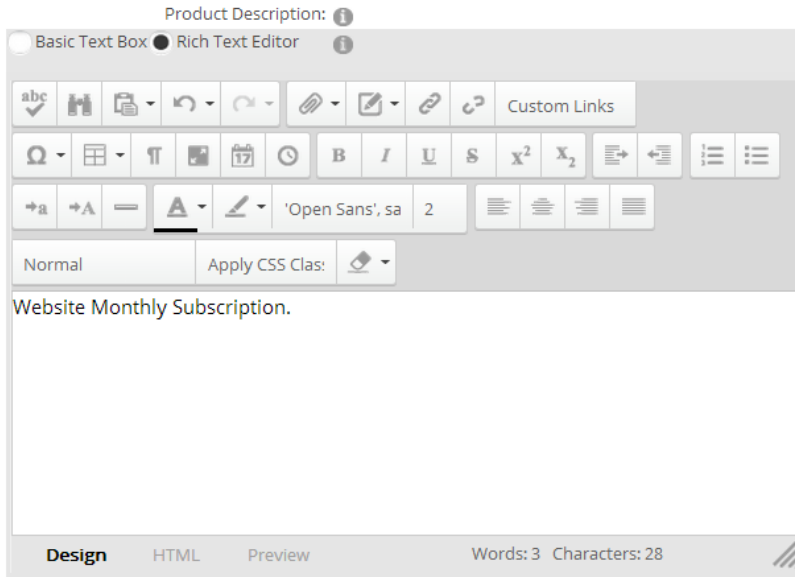 Product Description:
Basic Text Box Rich Text Editor
abc
Custom Links
Ω ¶ 17 B I U S x² X₂
a A A 'Open Sans', sa 2
Normal Apply CSS Clas
Website Monthly Subscription.
Design HTML Preview Words: 3 Characters: 28